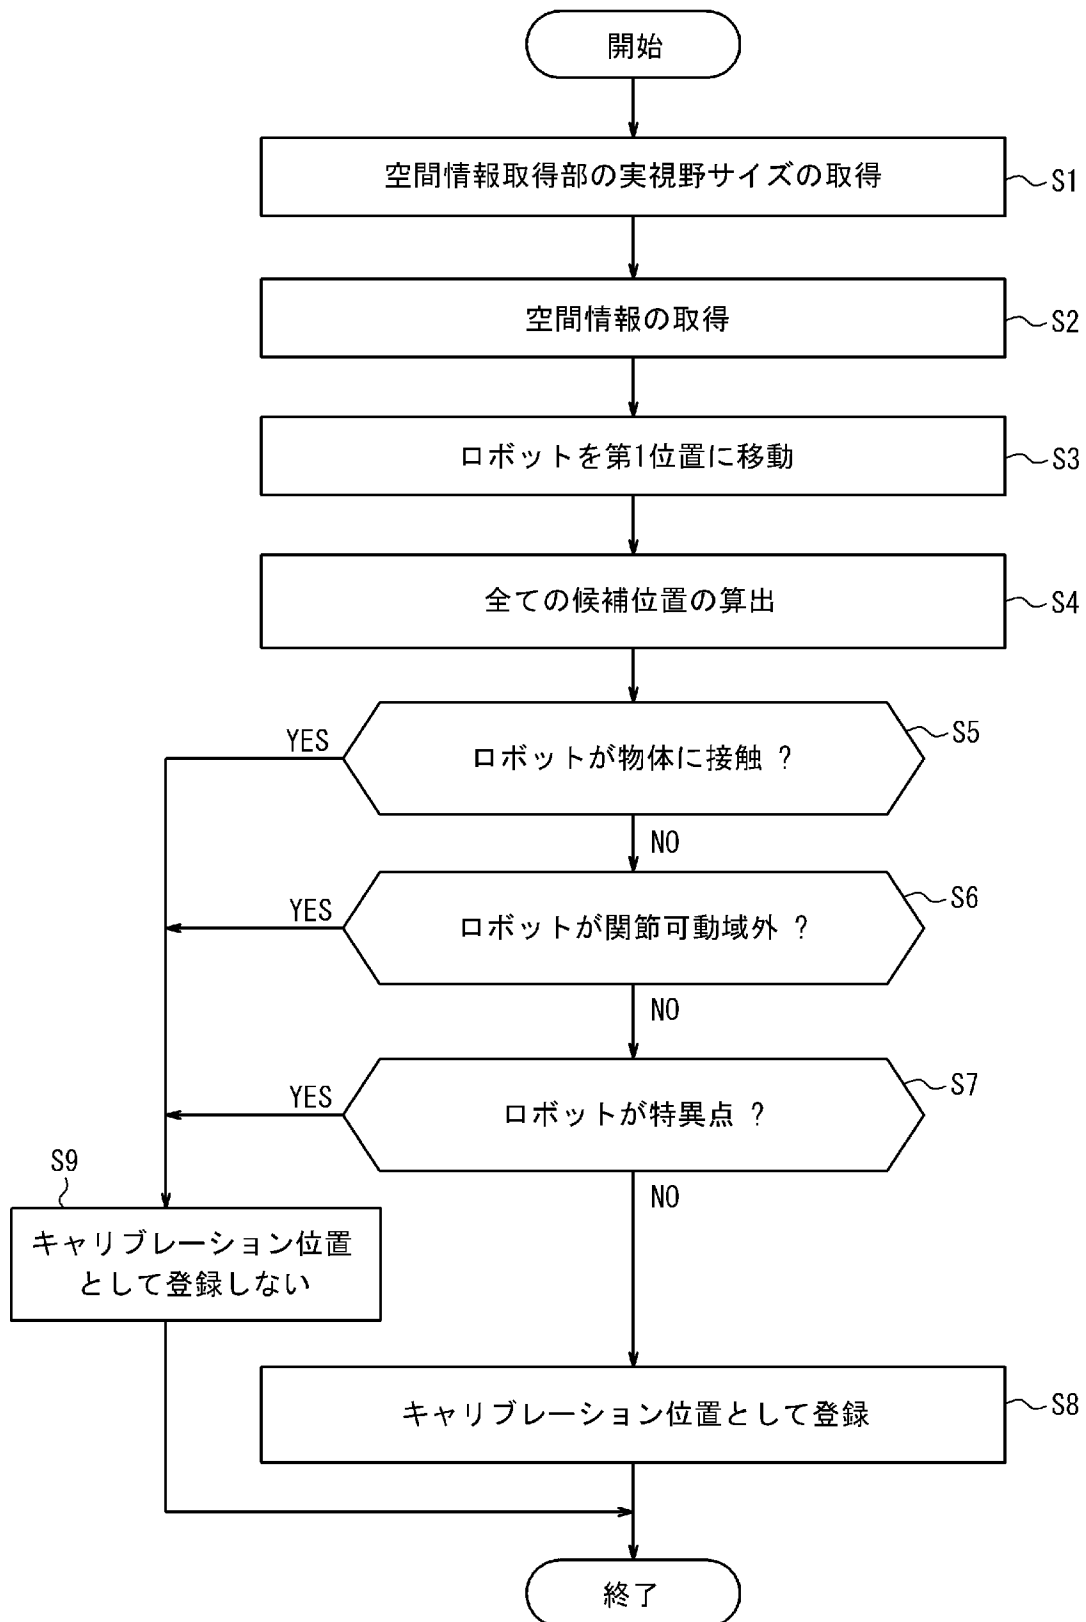 開始
空間情報取得部の実視野サイズの取得
S1
空間情報の取得
S2
ロボットを第1位置に移動
S3
全ての候補位置の算出
S4
ロボットが物体に接触 ?
S5
YES
NO
ロボットが関節可動域外 ?
S6
YES
NO
ロボットが特異点 ?
S7
YES
NO
S9
キャリブレーション位置
として登録しない
キャリブレーション位置として登録
S8
終了